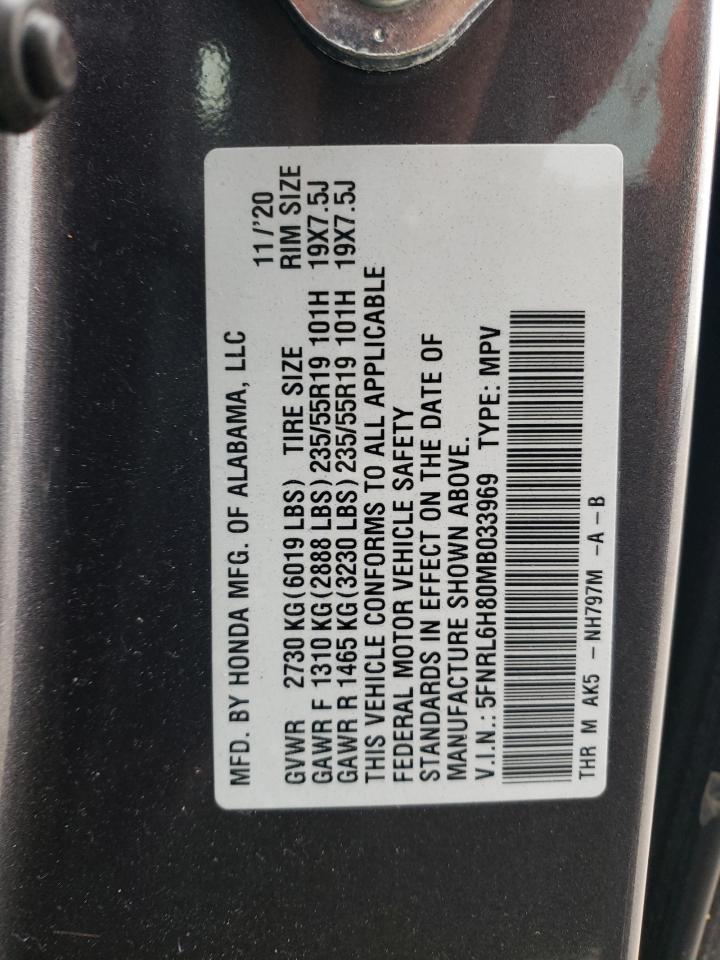 MFD. BY HONDA MFG. OF ALABAMA, LLC 11/'20
GVWR 2730 KG(6019 LBS) TIRE SIZE RIM SIZE
GAWR F 1310 KG(2888 LBS)235/55R19 101H 19X7.5J
GAWR R 1465 KG(3230 LBS)235/55R19 101H 19X7.5J
THIS VEHICLE CONFORMS TO ALL APPLICABLE
FEDERAL MOTOR VEHICLE SAFETY
STANDARDS IN EFFECT ON THE DATE OF
MANUFACTURE SHOWN ABOVE.
V.I.N.: 5FNRL6H80MB033969 TYPE: MPV
THR M AK5 - NH797M - A - B